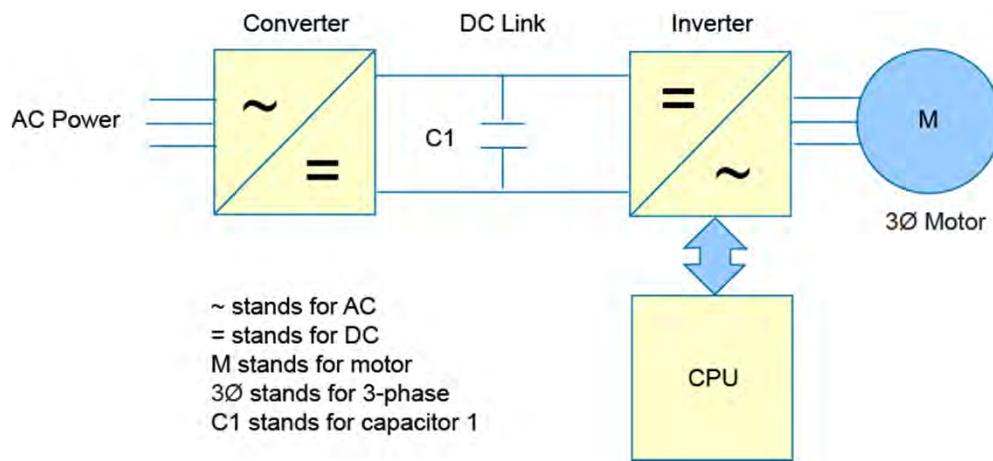 Converter
DC Link
Inverter
AC Power
~
=
C1
=
~
M
3Ø Motor
~ stands for AC
= stands for DC
M stands for motor
3Ø stands for 3-phase
C1 stands for capacitor 1
CPU